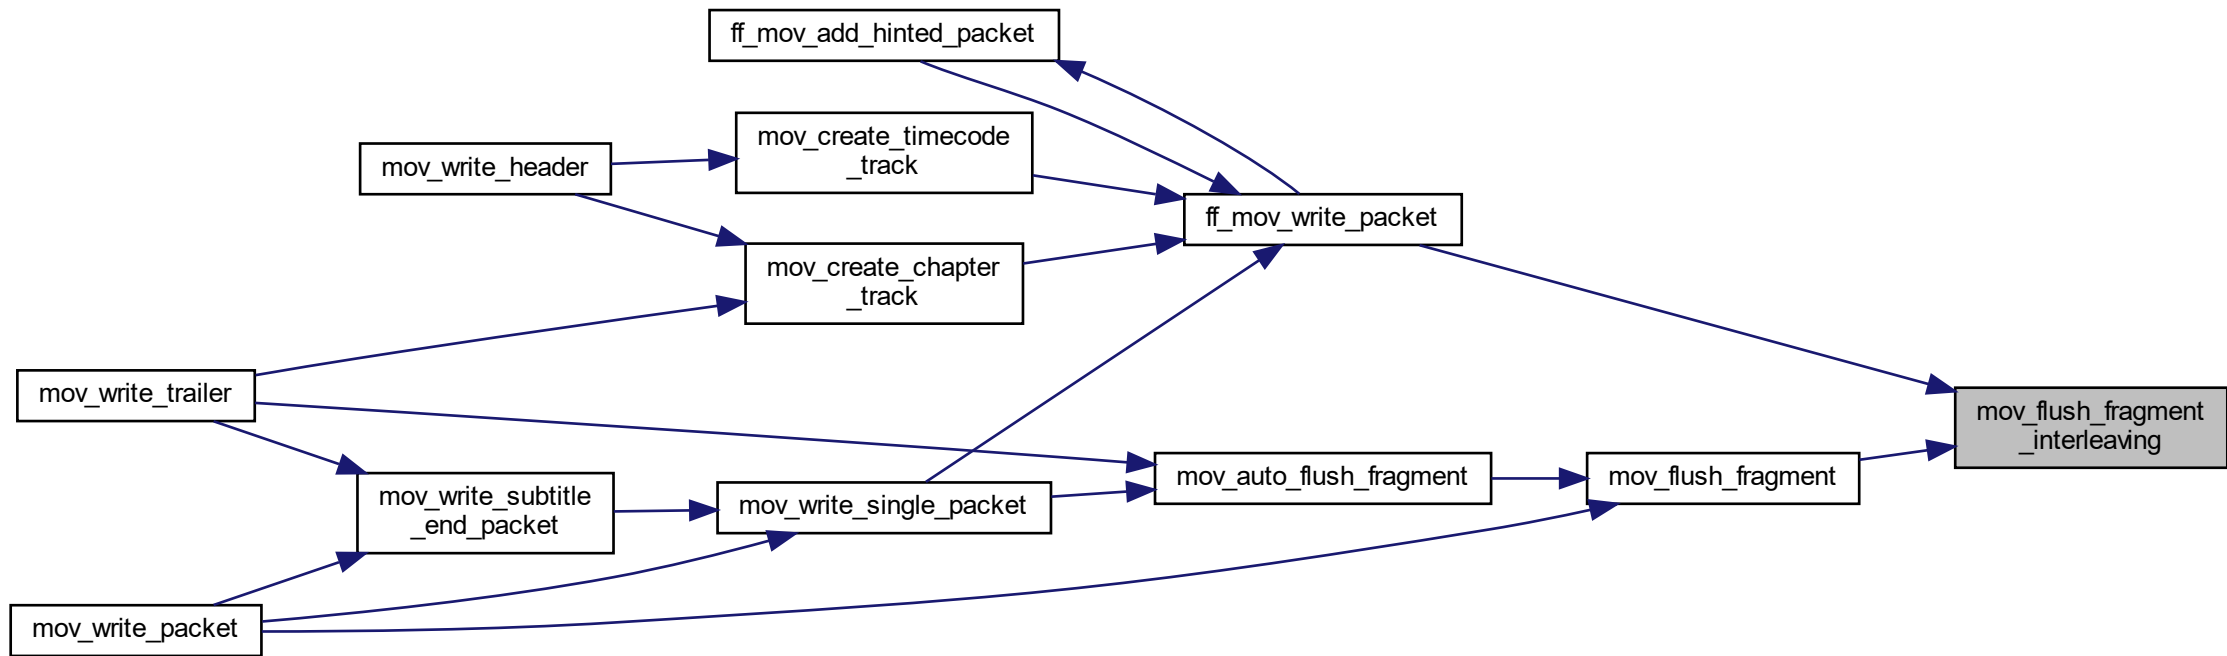 ff_mov_add_hinted_packet
mov_create_timecode
_track
mov_write_header
ff_mov_write_packet
mov_create_chapter
_track
mov_write_trailer
mov_flush_fragment
_interleaving
mov_auto_flush_fragment
mov_flush_fragment
mov_write_subtitle
_end_packet
mov_write_single_packet
mov_write_packet